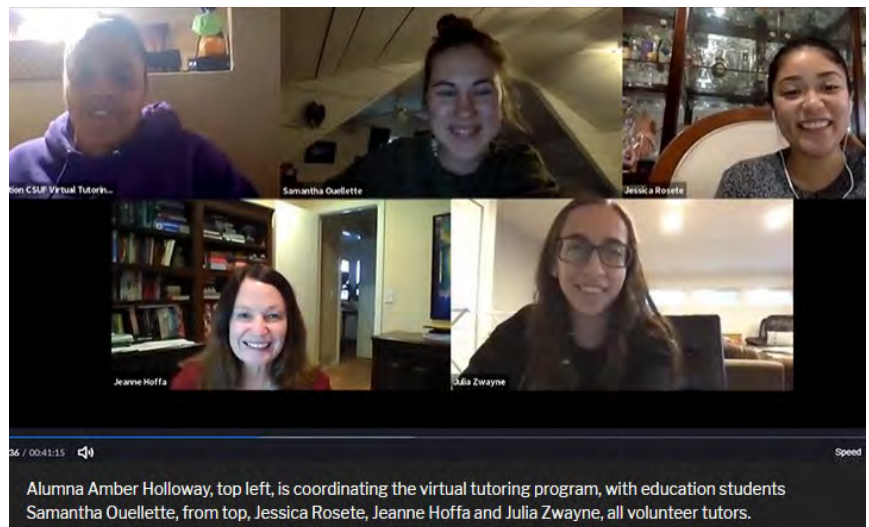 tion CSUF Virtual Tutorin...
Samantha Ouellette
Jessica Rosete
Jeanne Hoffa
Julia Zwayne
36 / 00:41:15
Speed
Alumna Amber Holloway, top left, is coordinating the virtual tutoring program, with education students
Samantha Ouellette, from top, Jessica Rosete, Jeanne Hoffa and Julia Zwayne, all volunteer tutors.